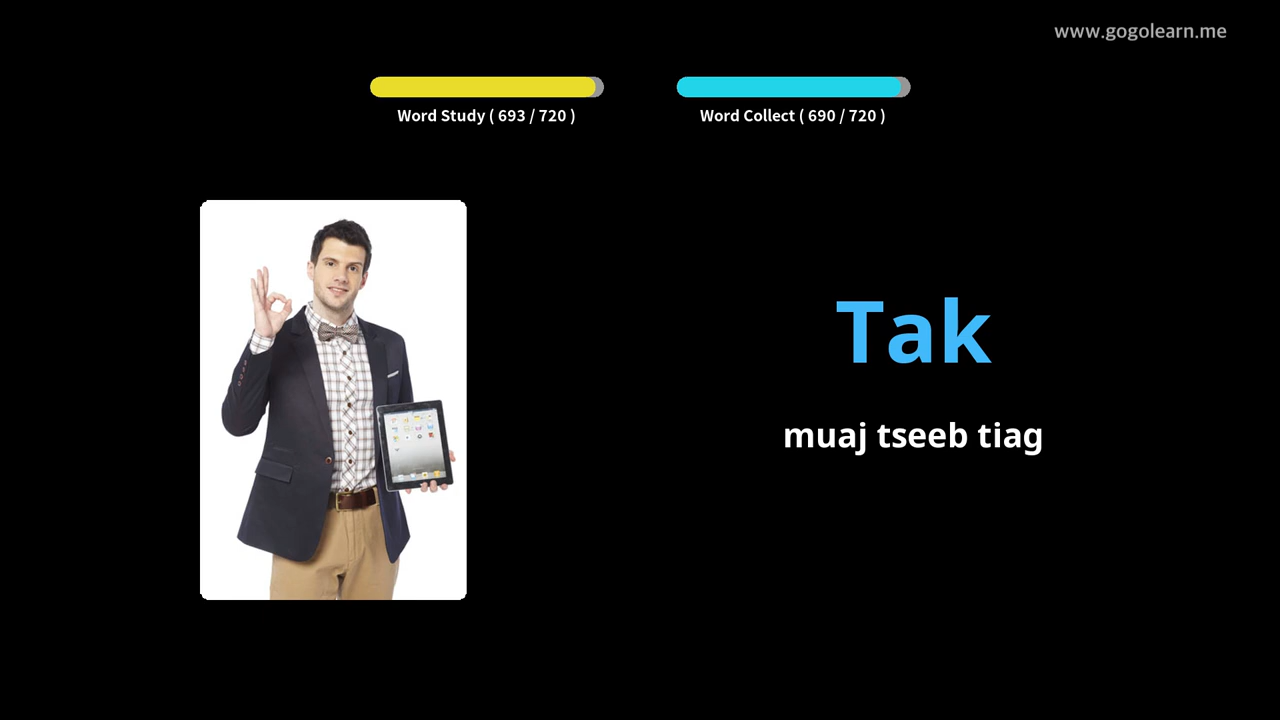 www.gogolearn.me
Word Study ( 693 / 720 )
Word Collect ( 690 / 720 )
Tak
muaj tseeb tiag